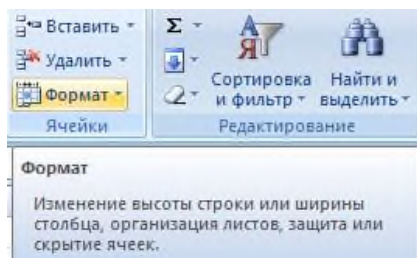 Вставить
Удалить
Формат
Ячейки
Σ
А
Я
Сортировка
и фильтр
Найти и
выделить
Редактирование
Формат
Изменение высоты строки или ширины
столбца, организация листов, защита или
скрытие ячеек.